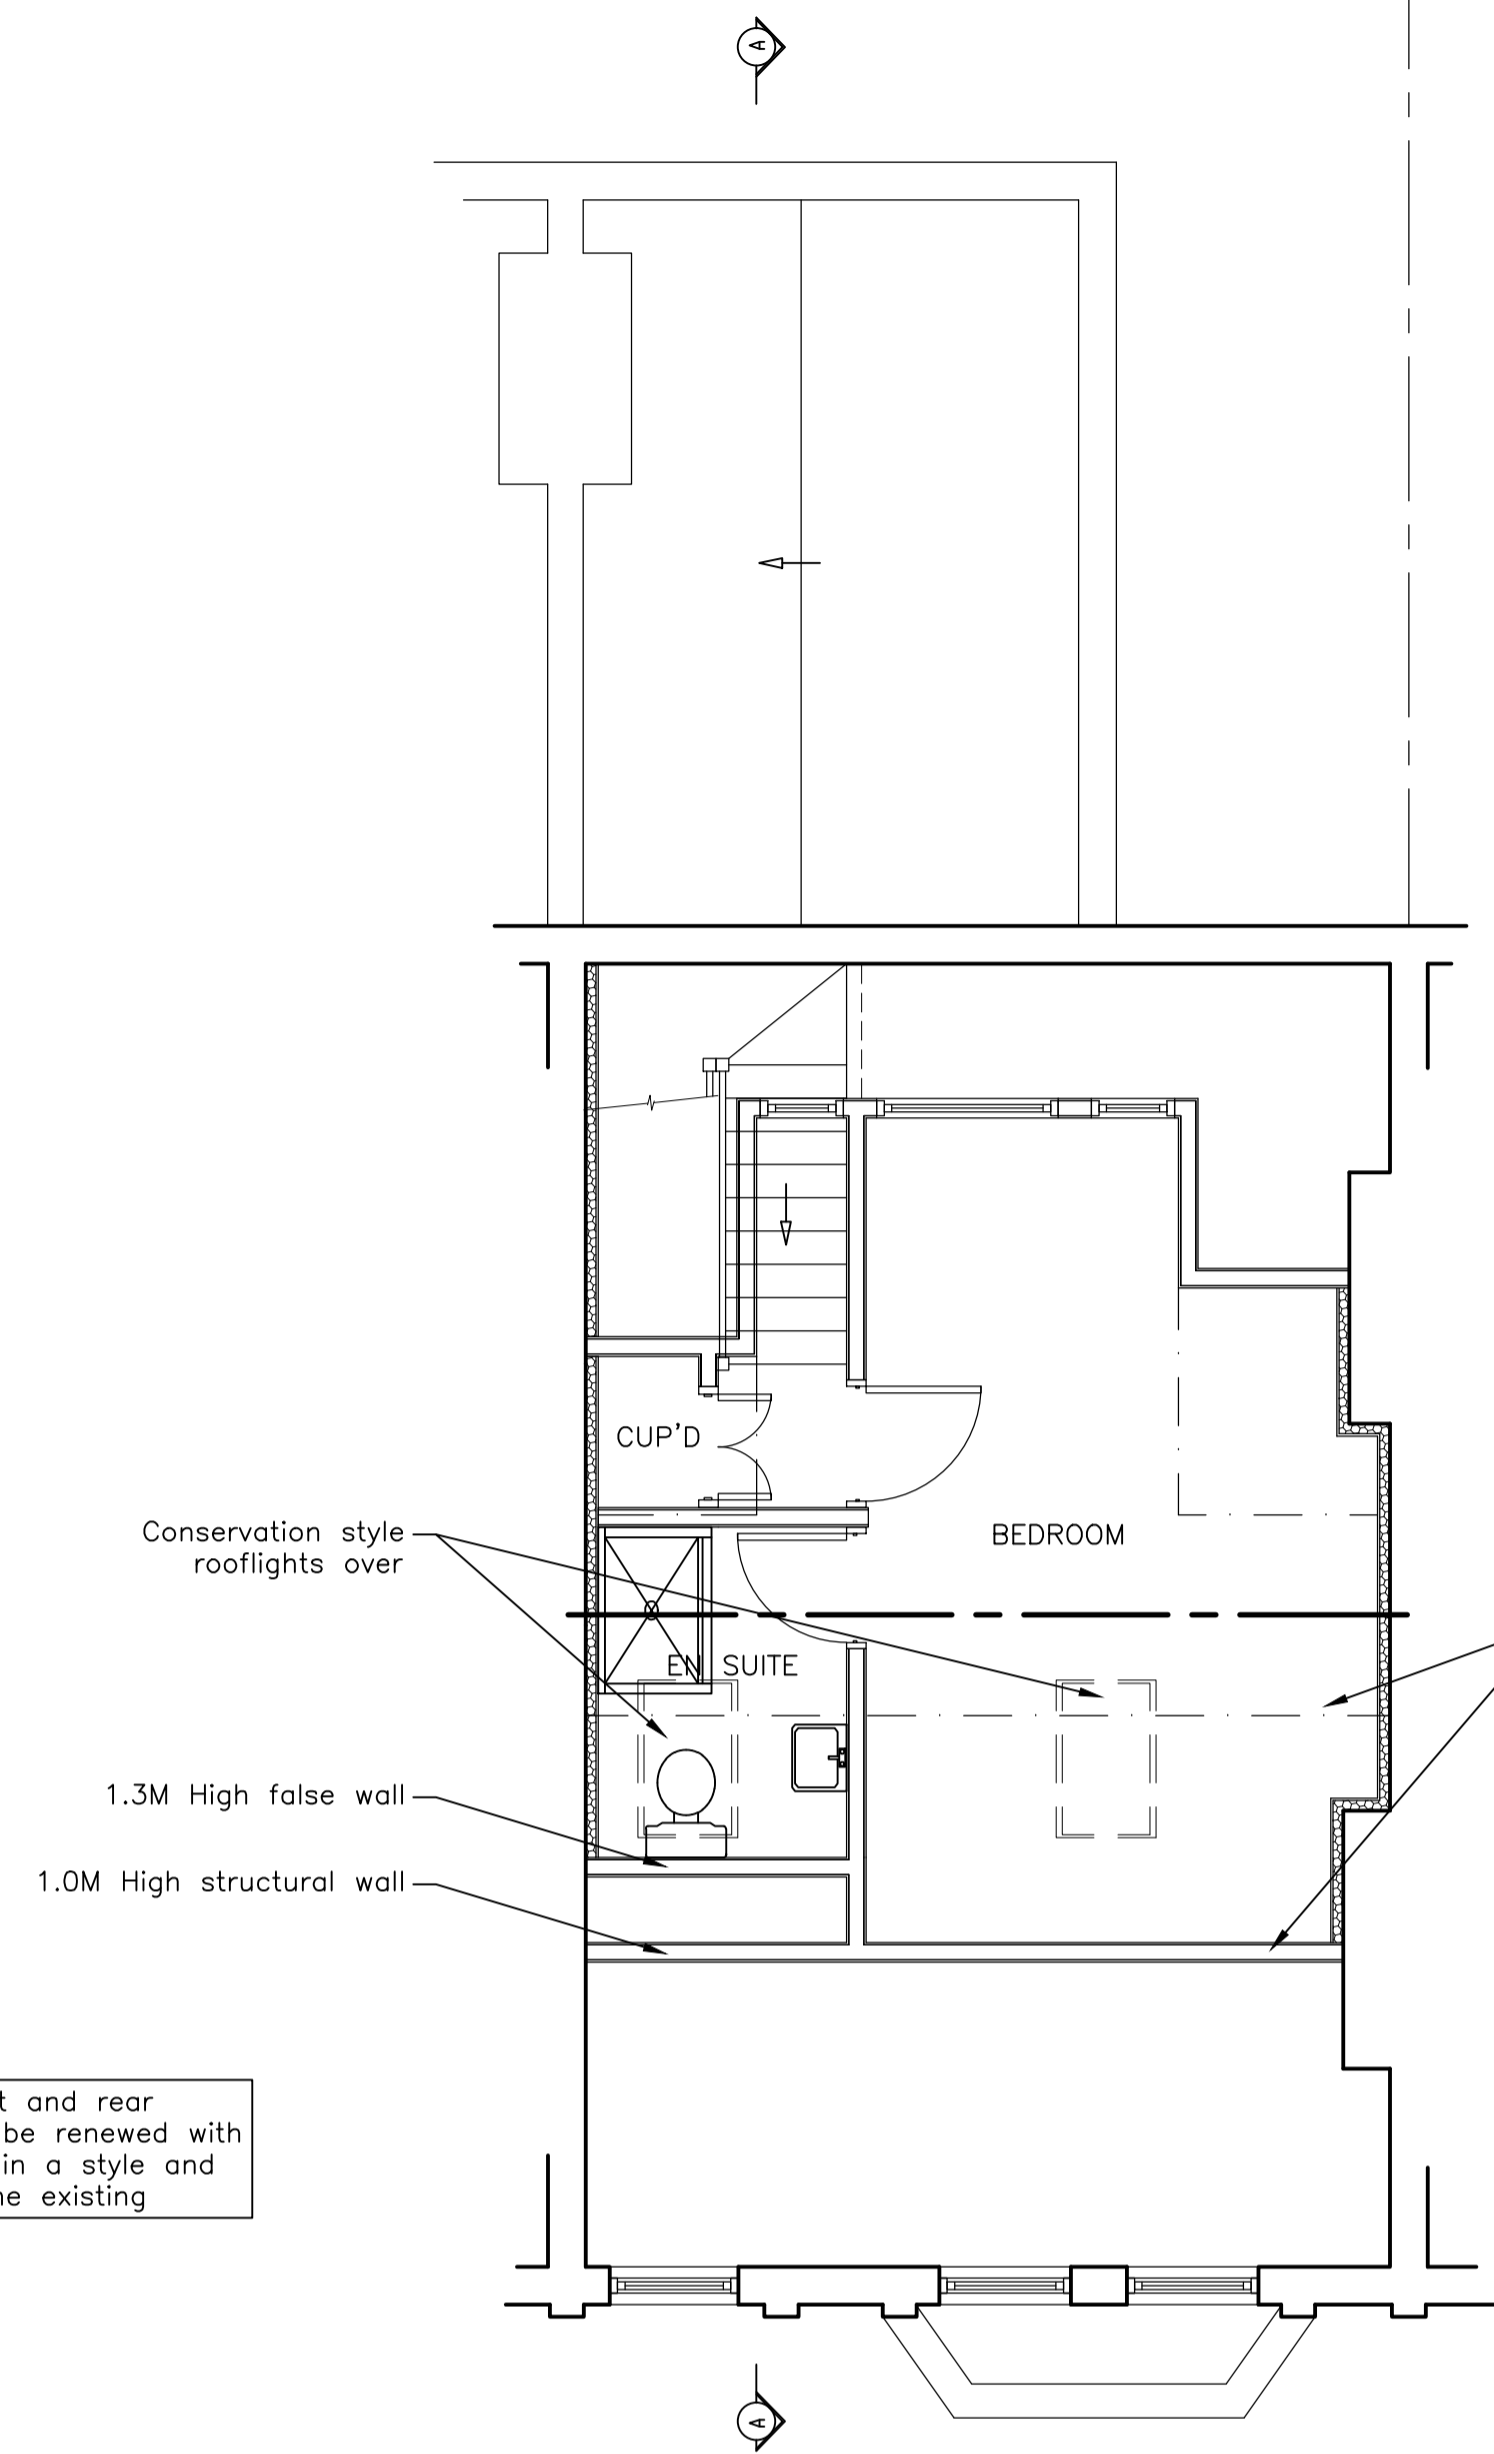 A
CUP'D
Conservation style
rooflights over
BEDROOM
EN SUITE
1.3M High false wall
1.0M High structural wall
and rear
be renewed with
in a style and
existing
A